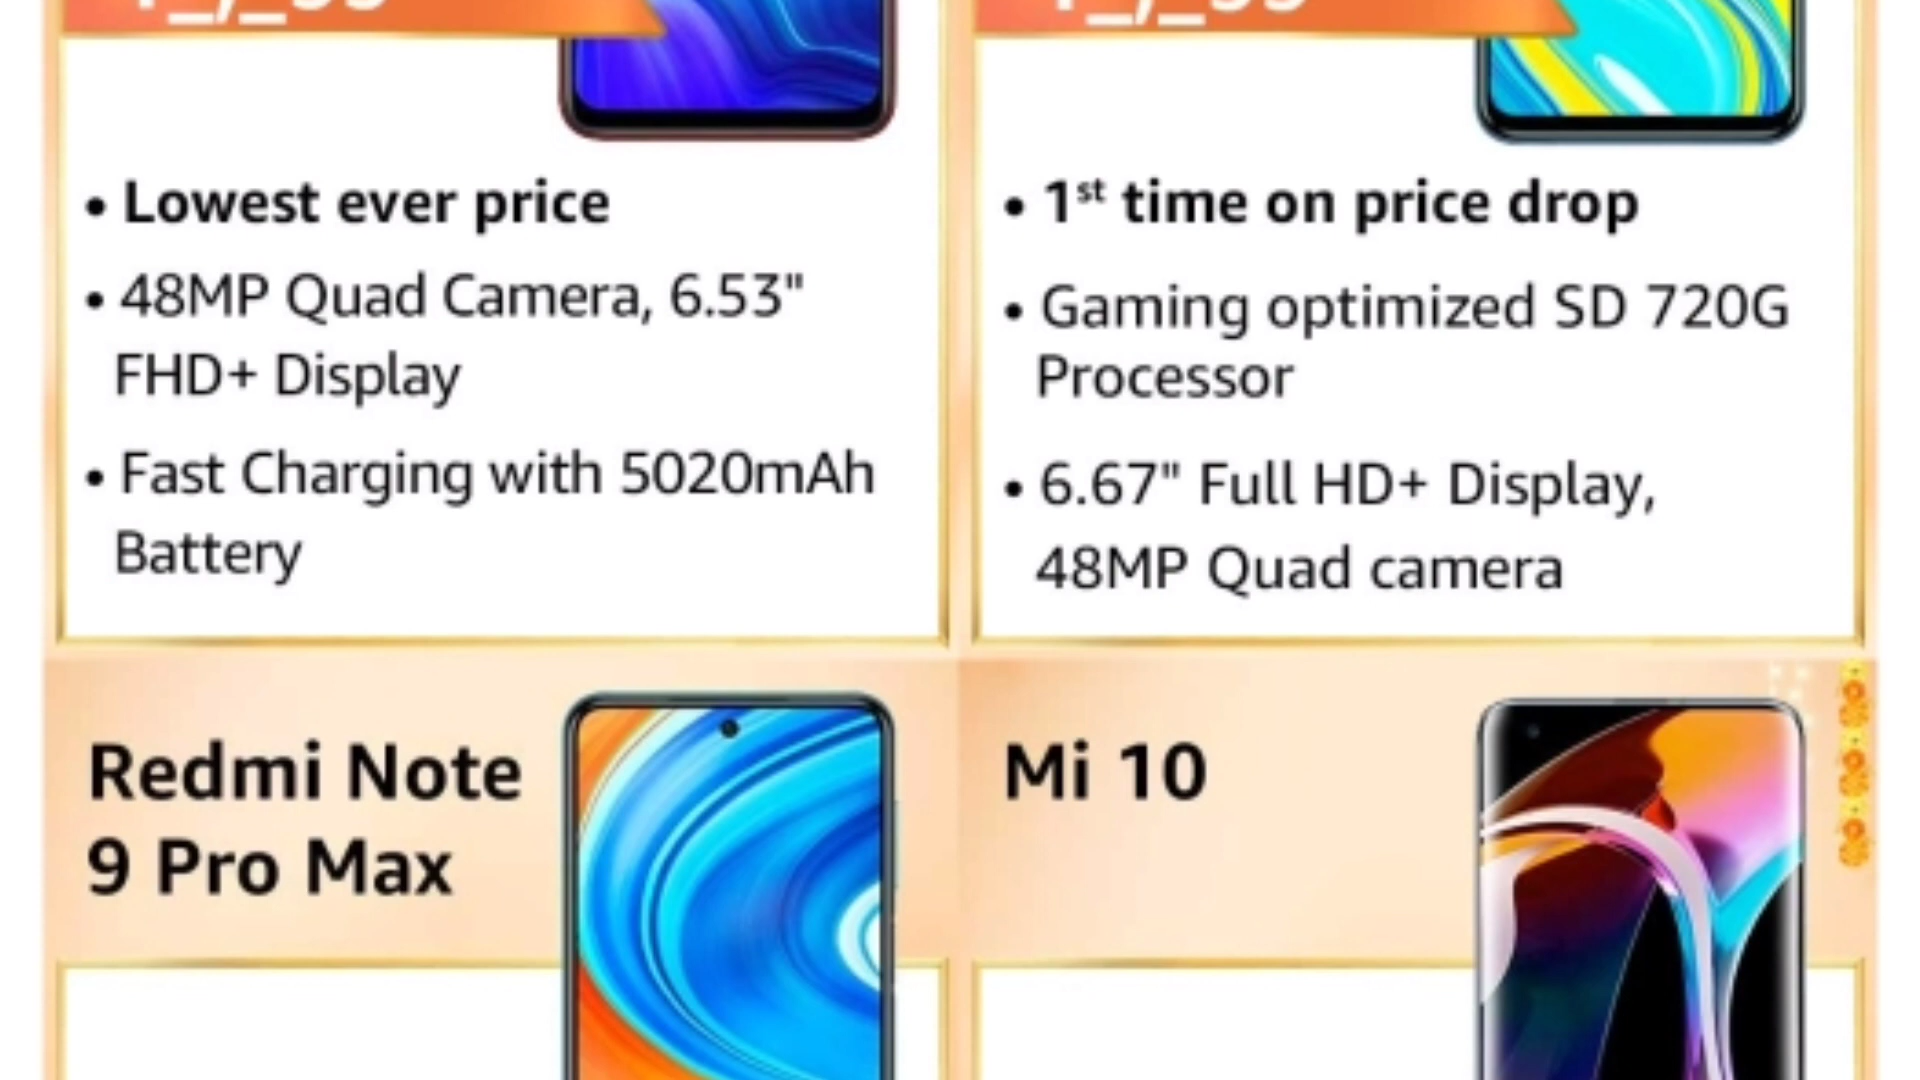 • Lowest ever price
• 48MP Quad Camera, 6.53"
FHD+ Display
• Fast Charging with 5020mAh
Battery
• 1st time on price drop
• Gaming optimized SD 720G
Processor
• 6.67" Full HD+ Display,
48MP Quad camera
Redmi Note
9 Pro Max
Mi 10